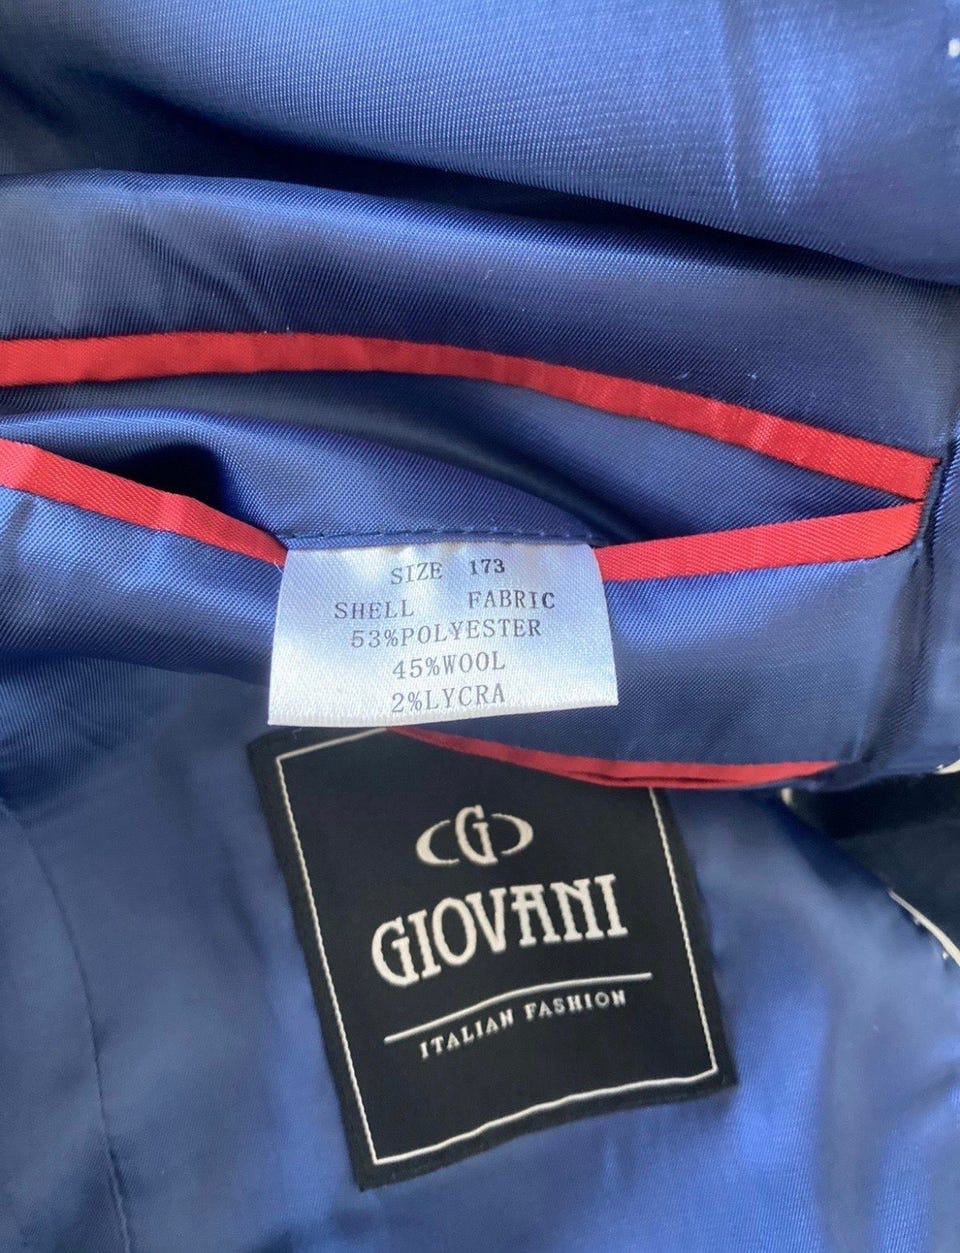 SIZE 173
SHELL FABRIC
53%POLYESTER
45%WOOL
2%LYCRA
G
GIOVANI
ITALIAN FASHION